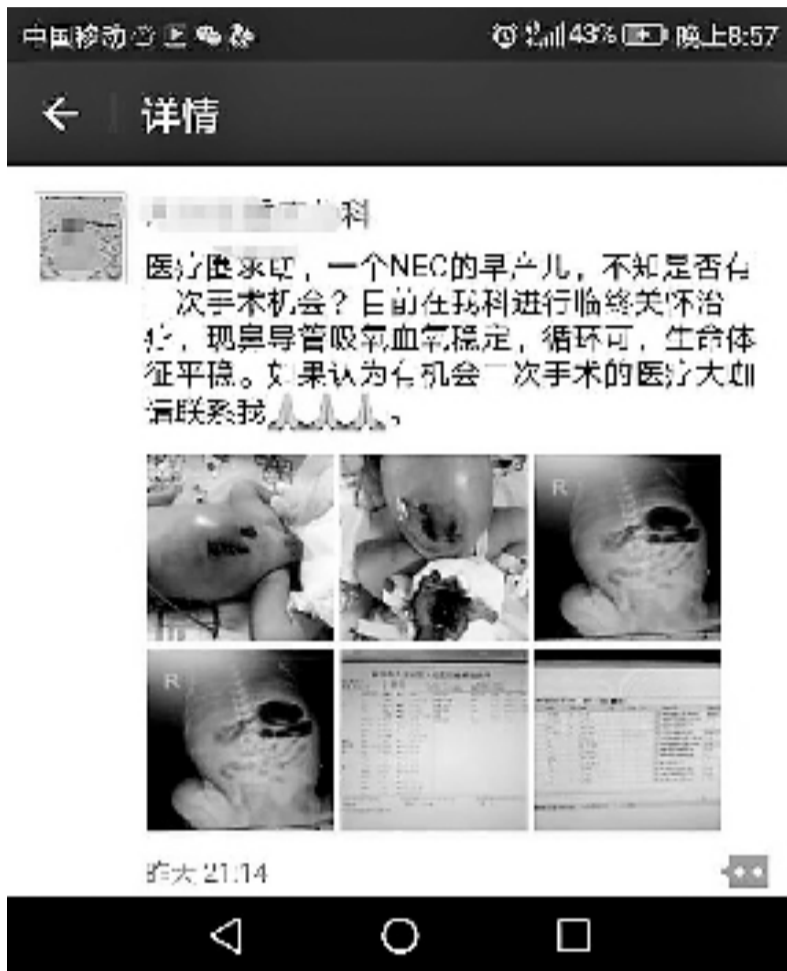 中国移动
43% 晚上8:57
详情
科
医疗圈求助，一个NEC的早产儿，不知是否有
二次手术机会？目前在我科进行临终关怀治
疗，现鼻导管吸氧血氧稳定，循环可，生命体
征平稳。如果认为有机会二次手术的医疗大咖
请联系我🙏🙏🙏。
R
R
昨天 21:14